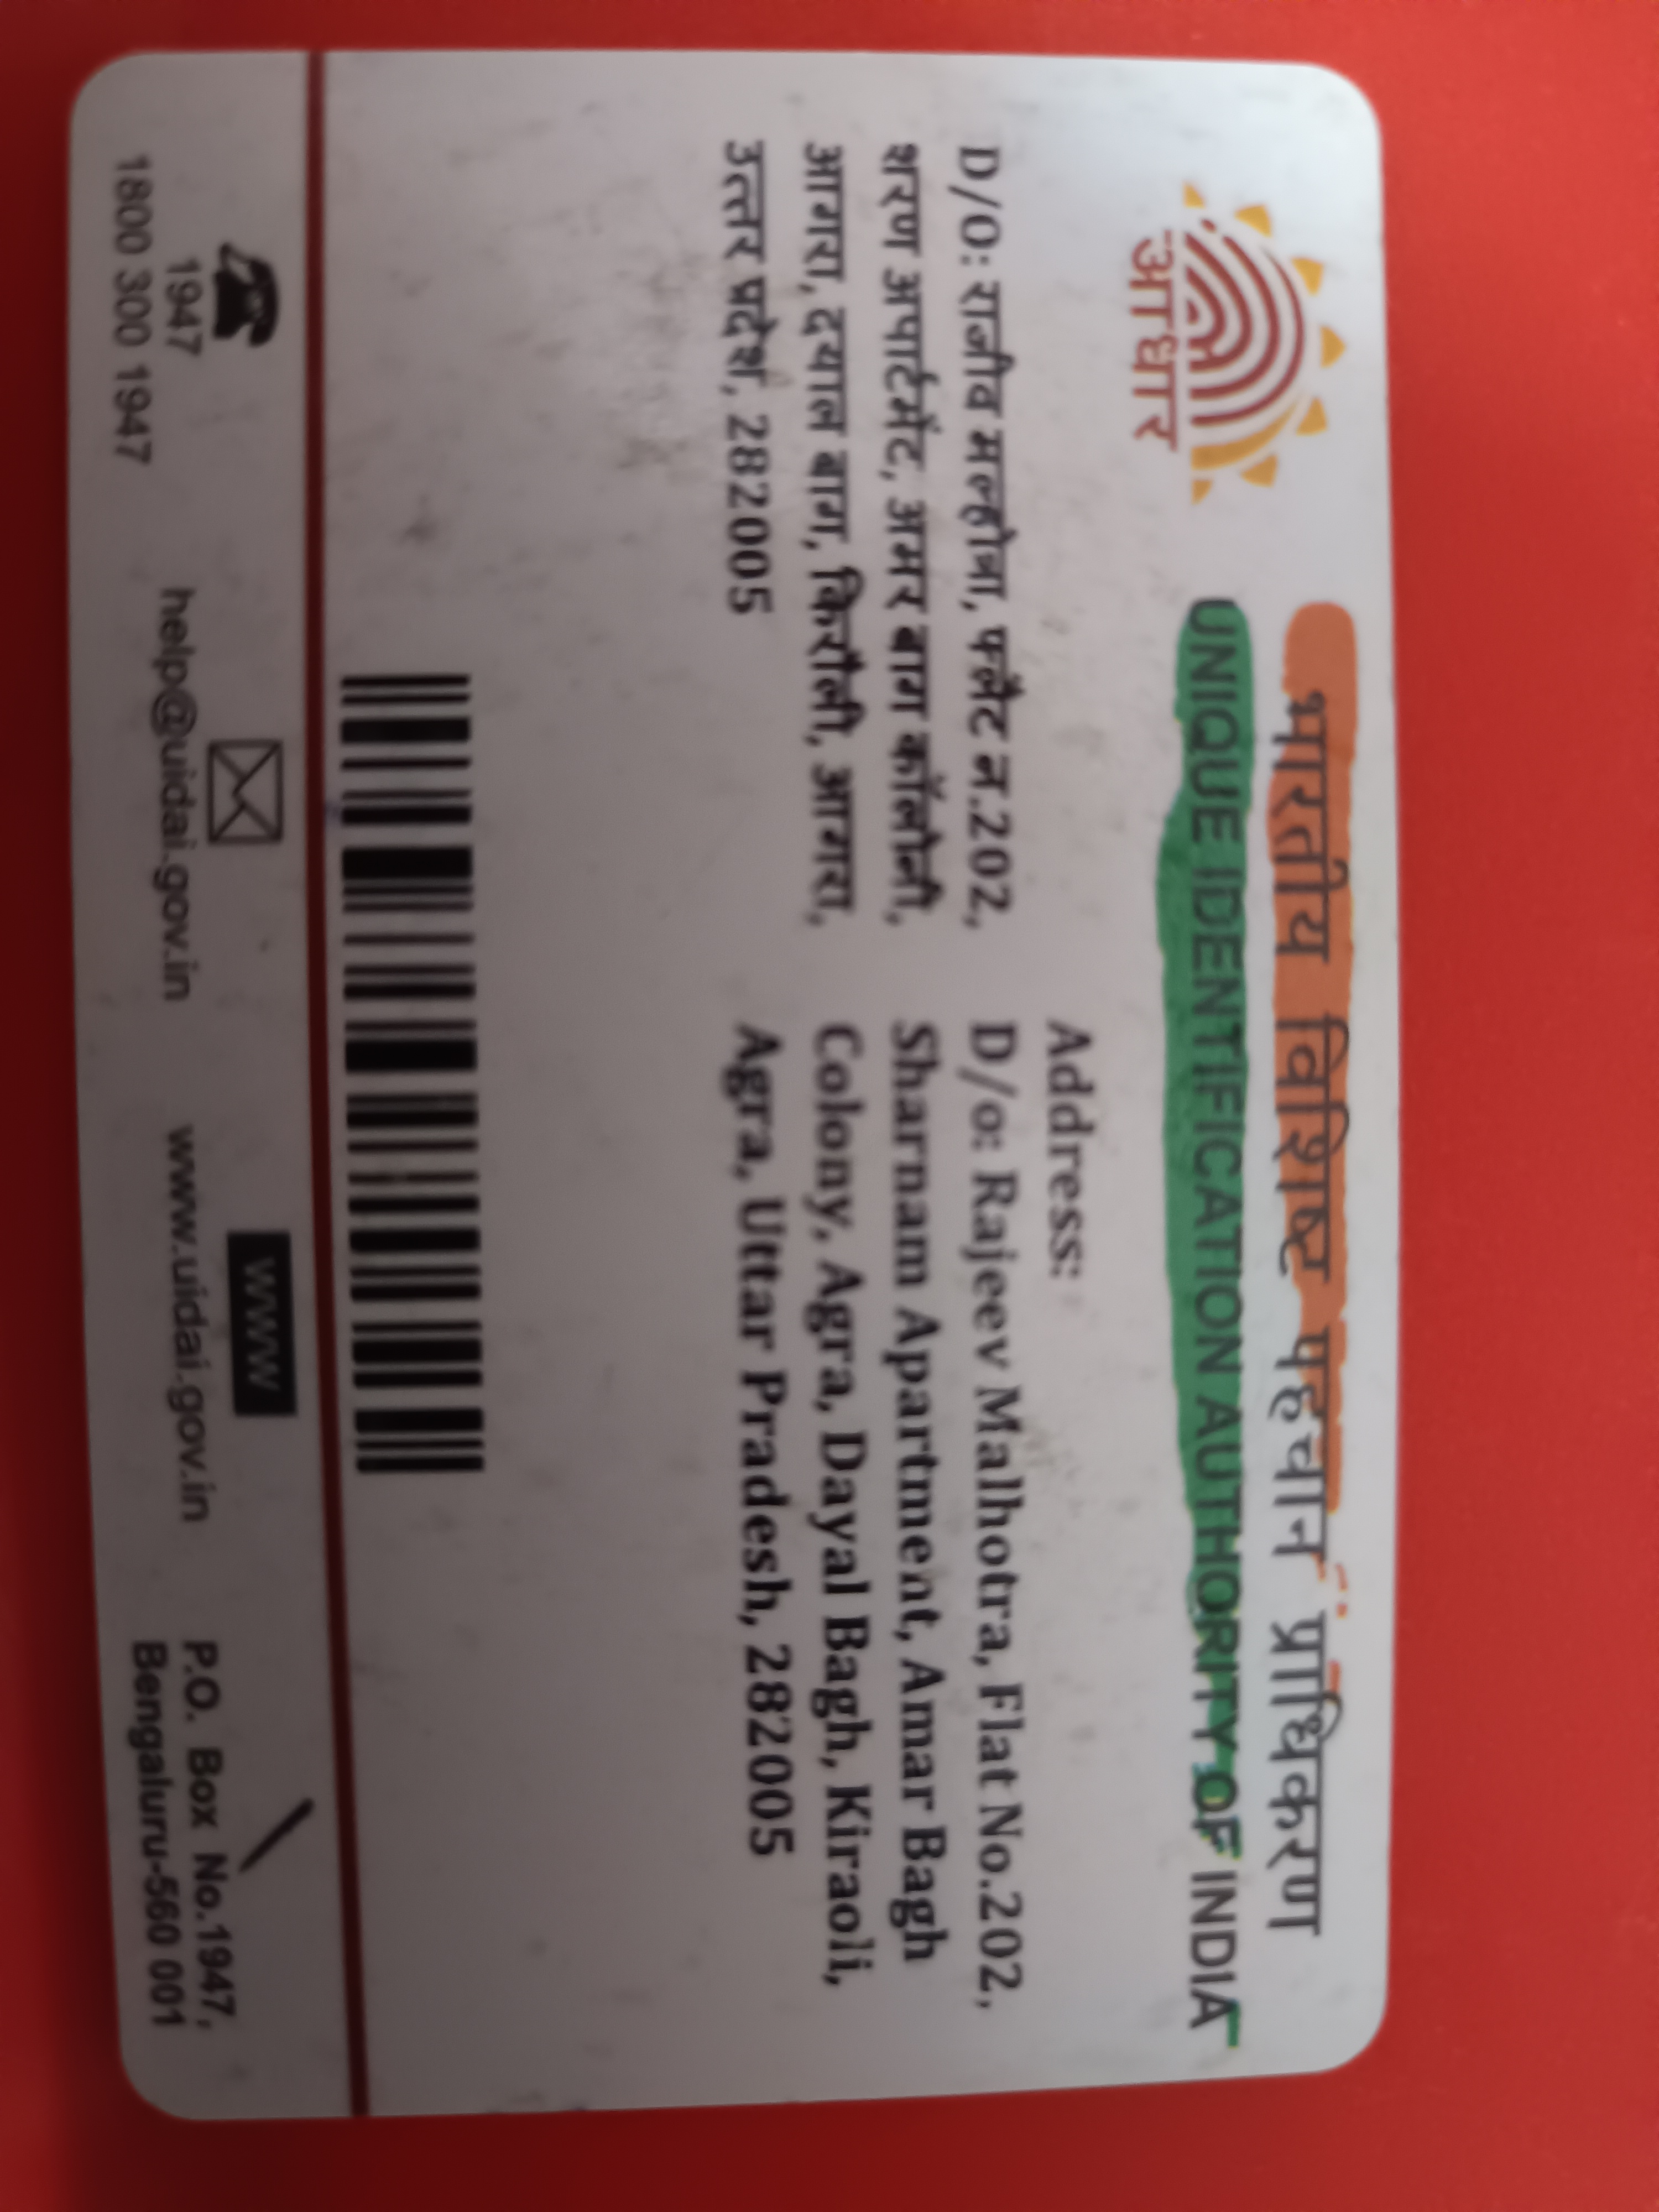 आधार
भारतीय विशिष्ट पहचान प्राधिकरण
UNIQUE IDENTIFICATION AUTHORITY OF INDIA
D/O: राजीव मल्होत्रा, फ्लैट न.202,
शरण अपार्टमेंट, अमर बाग कॉलोनी,
आगरा, दयाल बाग, किरौली, आगरा,
उत्तर प्रदेश, 282005
Address:
D/o: Rajeev Malhotra, Flat No.202,
Sharnam Apartment, Amar Bagh
Colony, Agra, Dayal Bagh, Kiraoli,
Agra, Uttar Pradesh, 282005
1947
1800 300 1947
help@uidai.gov.in
WWW
www.uidai.gov.in
P.O. Box No.1947,
Bengaluru-560 001